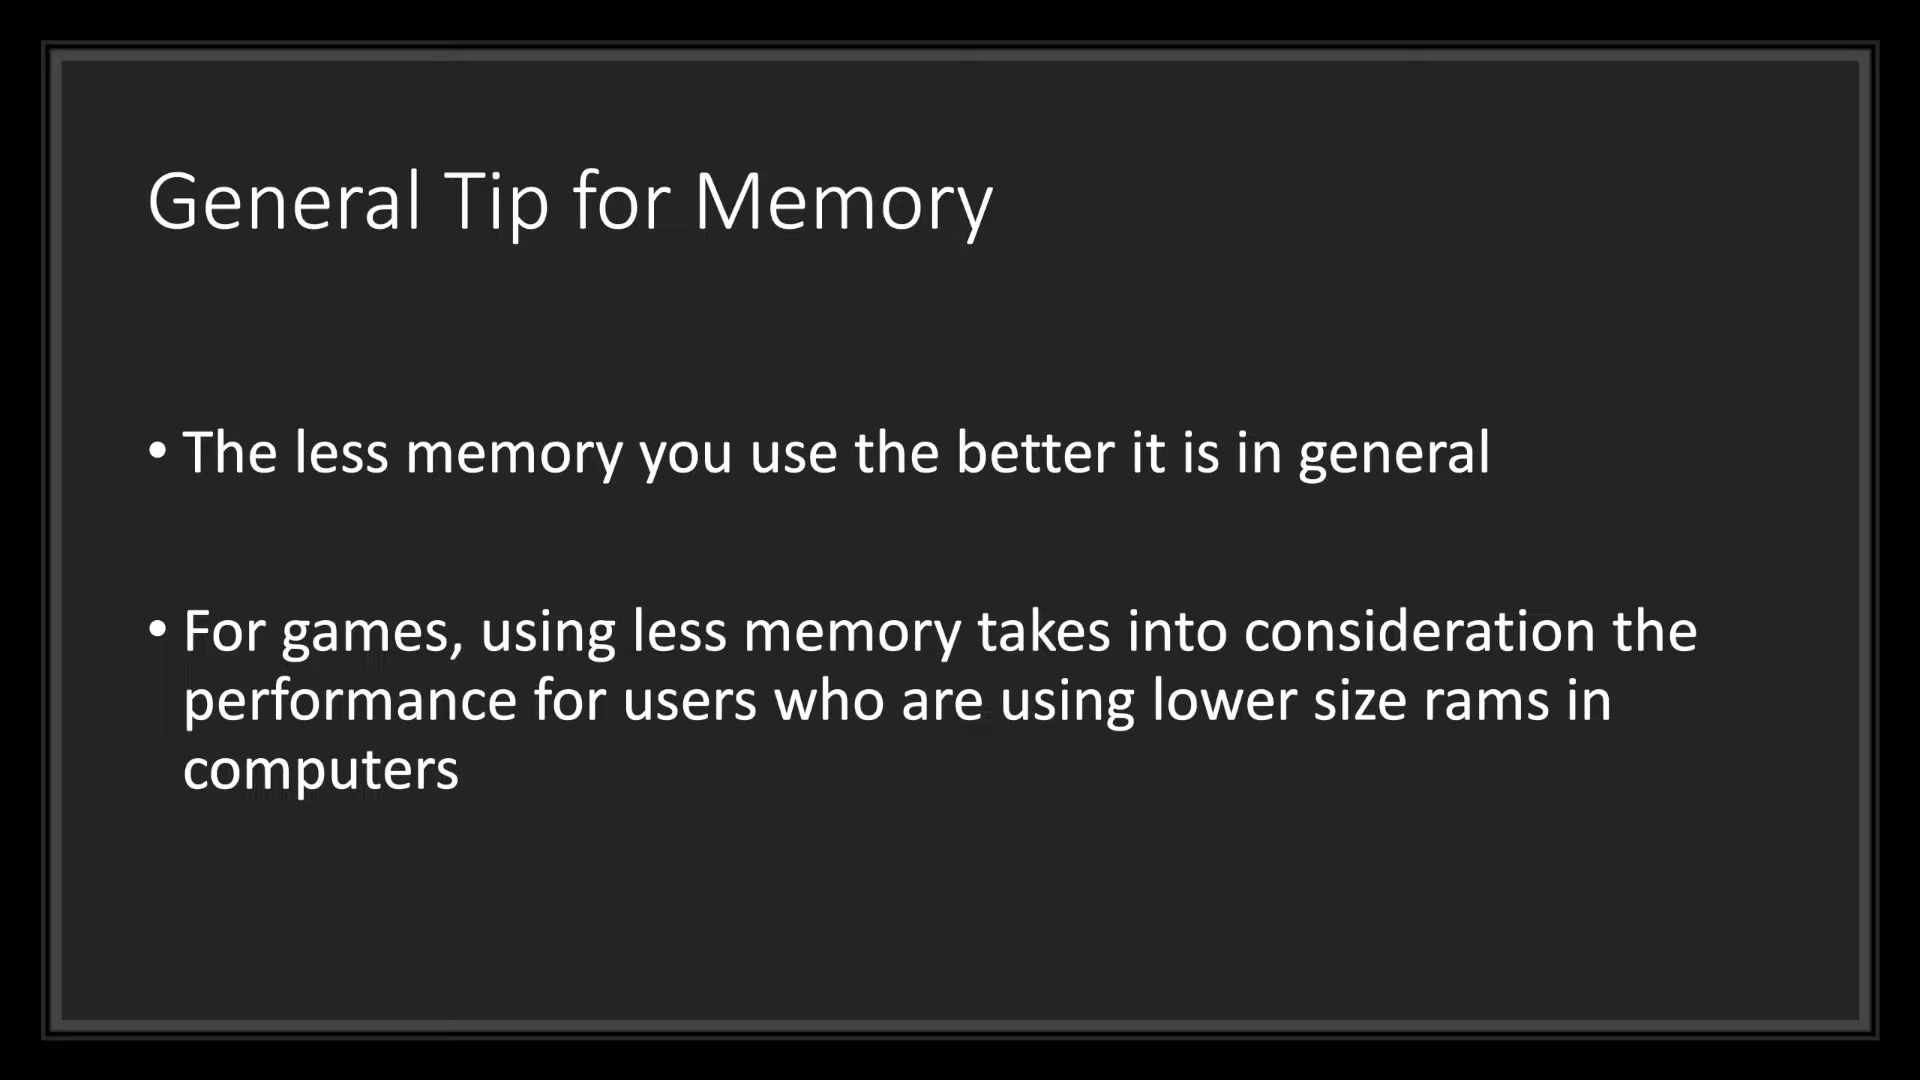 General Tip for Memory
• The less memory you use the better it is in general
• For games, using less memory takes into consideration the
performance for users who are using lower size rams in
computers